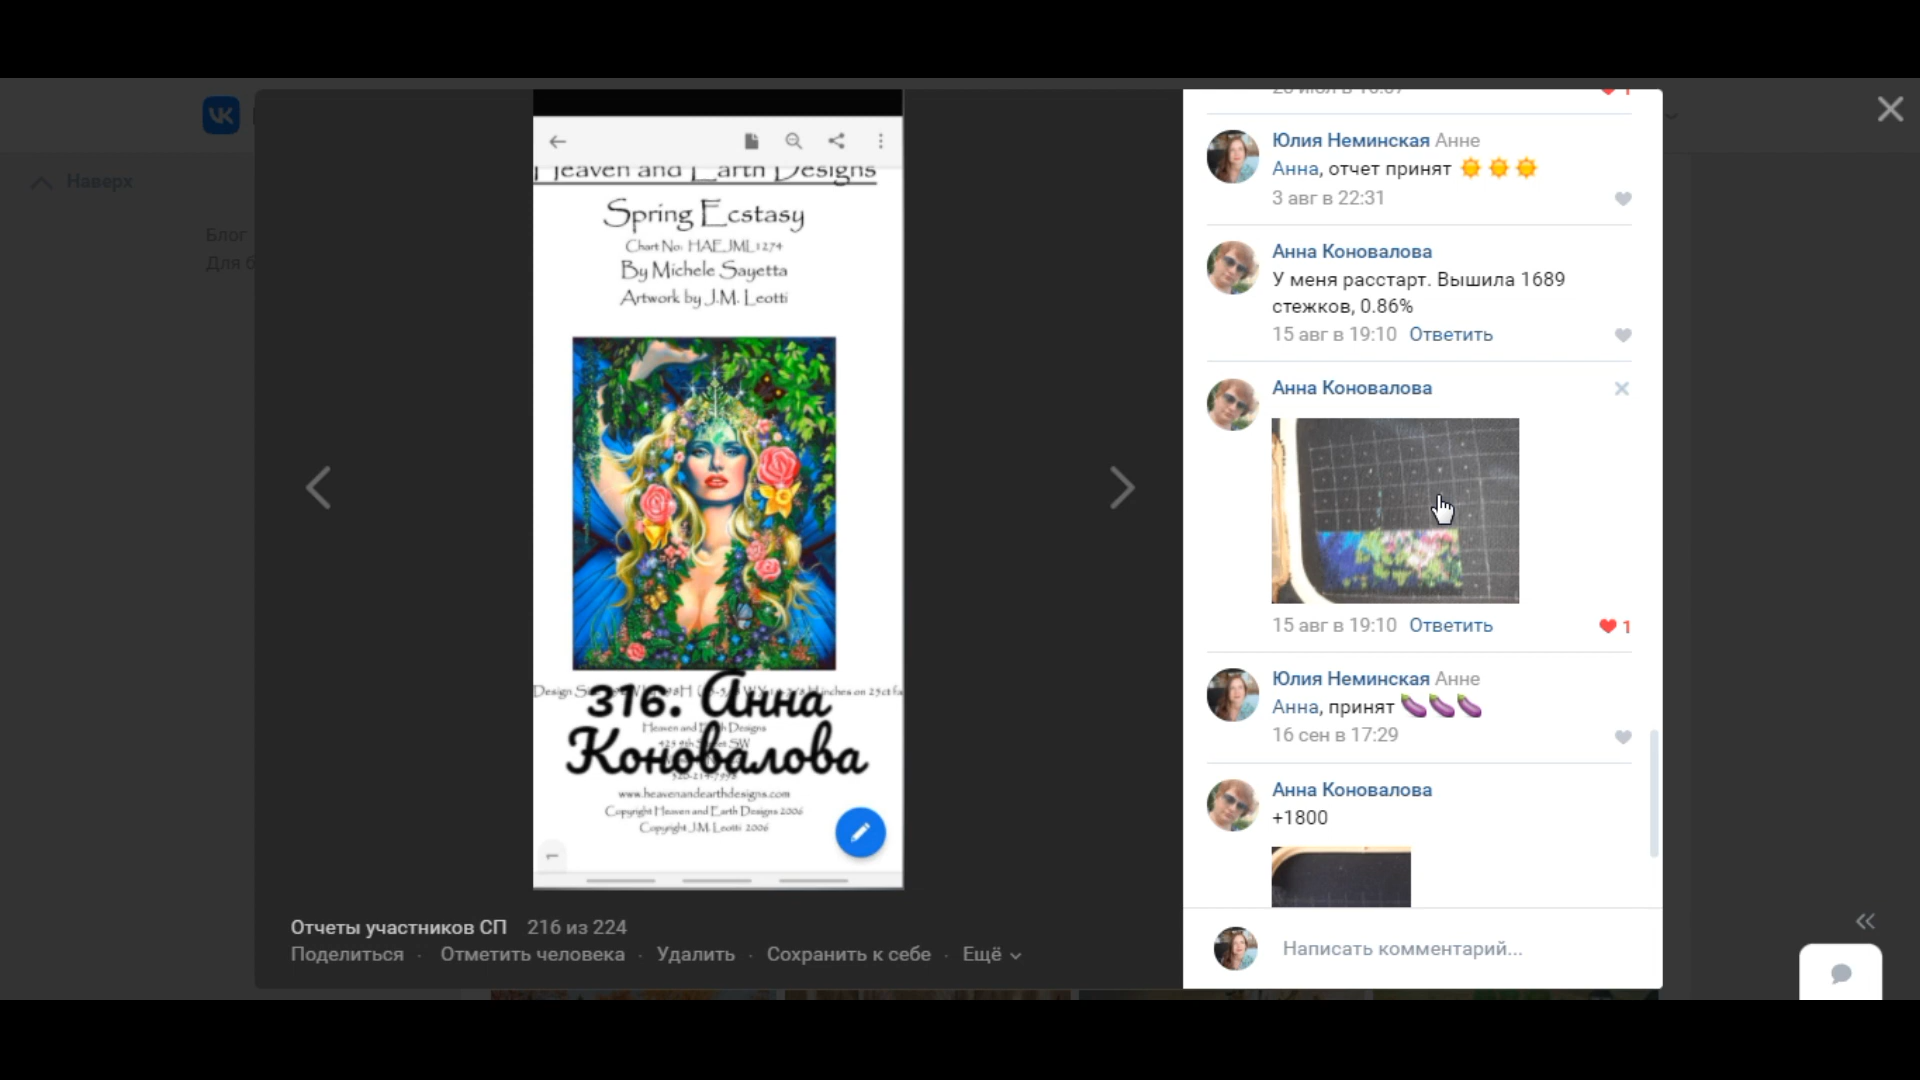 Наверх
Блог
Heaven and Earth Designs
Spring Ecstasy
Chart No: HAEJML1274
By Michele Sayetta
Artwork by J.M. Leotti
316. Анна
Коновалова
Heaven and Earth Designs
www.heavenandearthdesigns.com
Copyright Heaven and Earth Designs 2006
Copyright J.M. Leotti 2006
1
Отчеты участников СП 216 из 224
Поделиться · Отметить человека · Удалить · Сохранить к себе · Ещё
1
Юлия Неминская Анне
Анна, отчет принят ☀️☀️☀️
3 авг в 22:31
Анна Коновалова
У меня расстарт. Вышила 1689
стежков, 0.86%
15 авг в 19:10 Ответить
Анна Коновалова
15 авг в 19:10 Ответить
1
Юлия Неминская Анне
Анна, принят 🍆🍆🍆
16 сен в 17:29
Анна Коновалова
+1800
Написать комментарий...